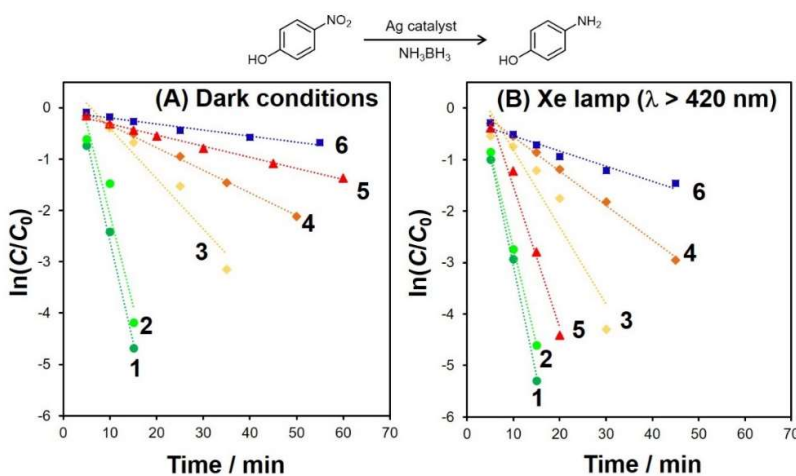 NO₂
HO
Ag catalyst
NH₃BH₃
NH₂
HO
(A) Dark conditions
0
-1
-2
-3
-4
-5
-6
ln(C/C₀)
6
5
4
3
2
1
0 10 20 30 40 50 60 70
Time / min
(B) Xe lamp (λ > 420 nm)
0
-1
-2
-3
-4
-5
-6
ln(C/C₀)
6
4
3
5
2
1
0 10 20 30 40 50 60 70
Time / min